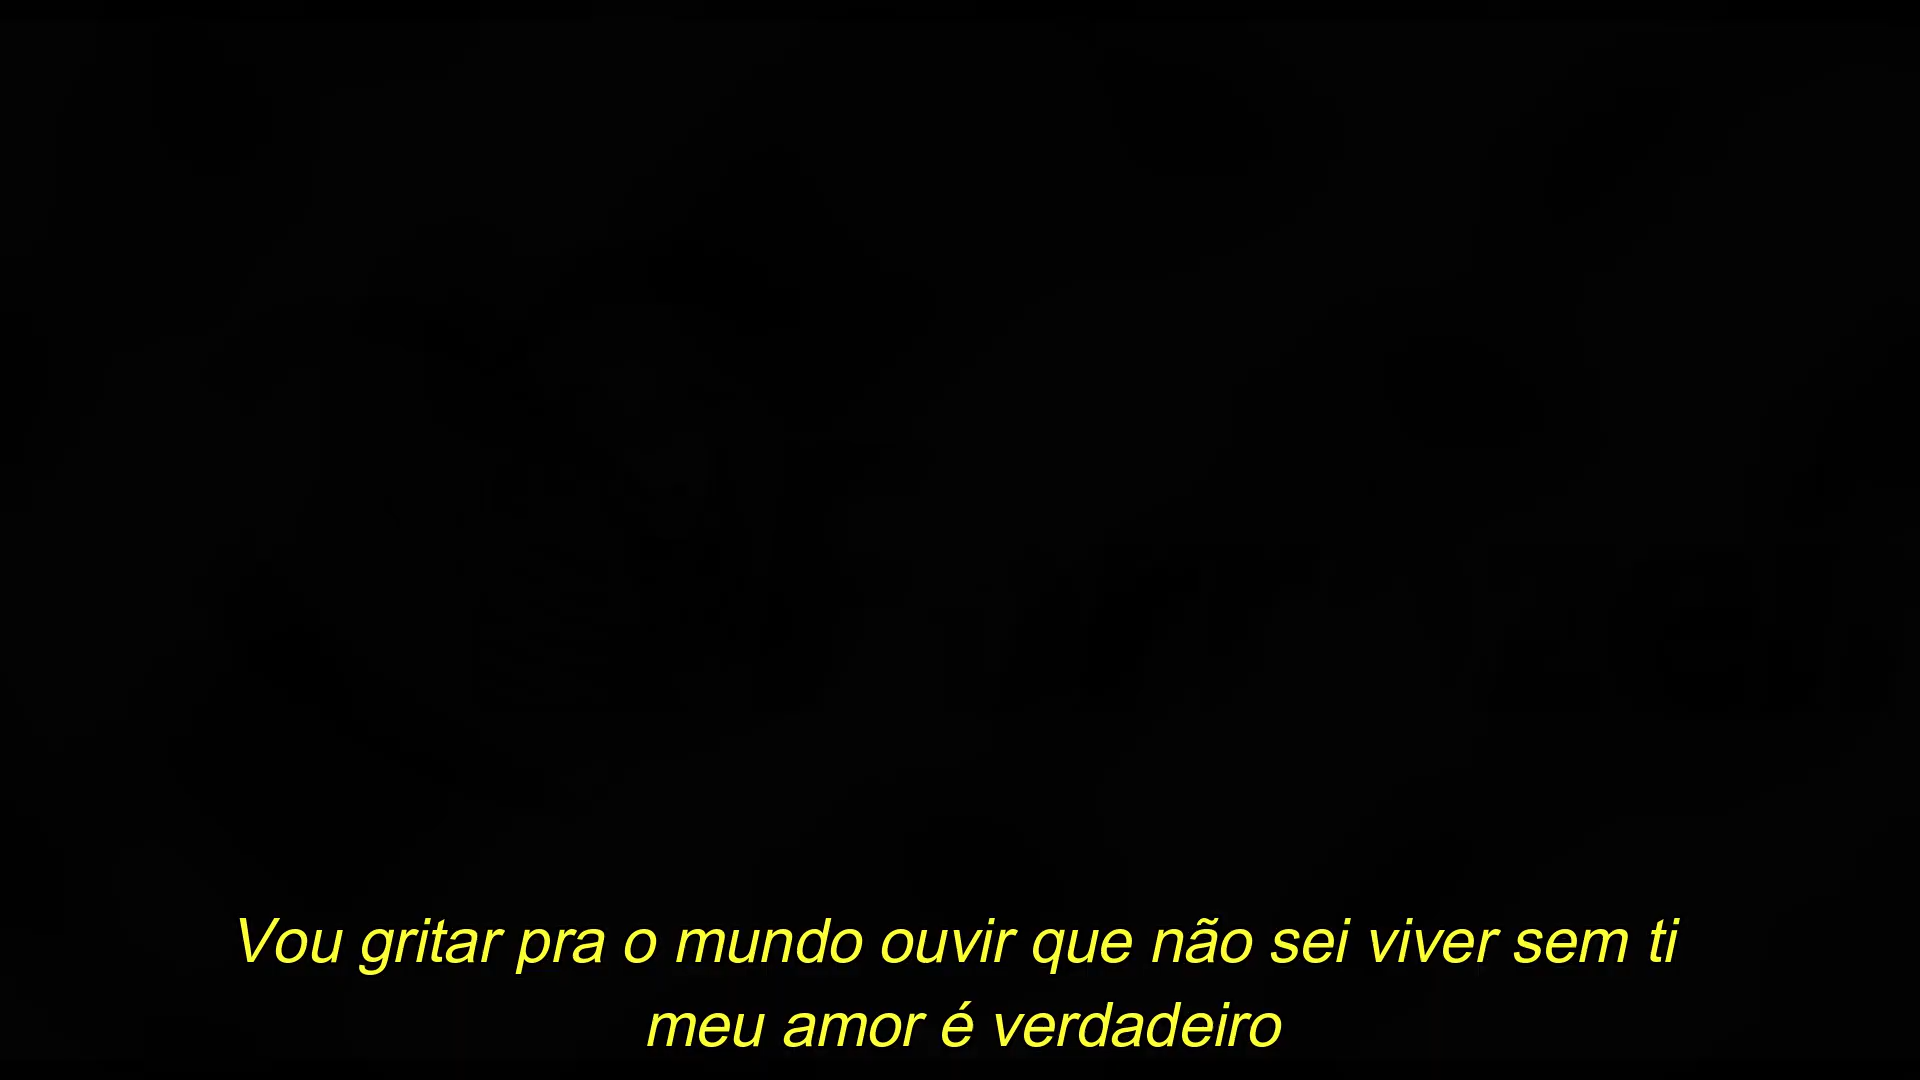 Vou gritar pra o mundo ouvir que não sei viver sem ti
meu amor é verdadeiro